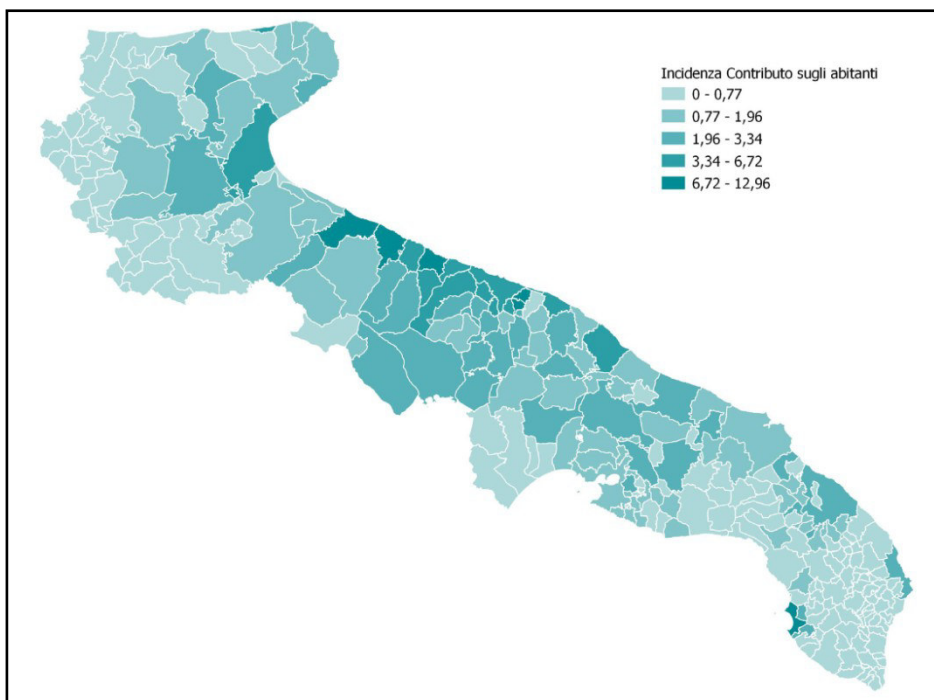 Incidenza Contributo sugli abitanti
0 - 0,77
0,77 - 1,96
1,96 - 3,34
3,34 - 6,72
6,72 - 12,96